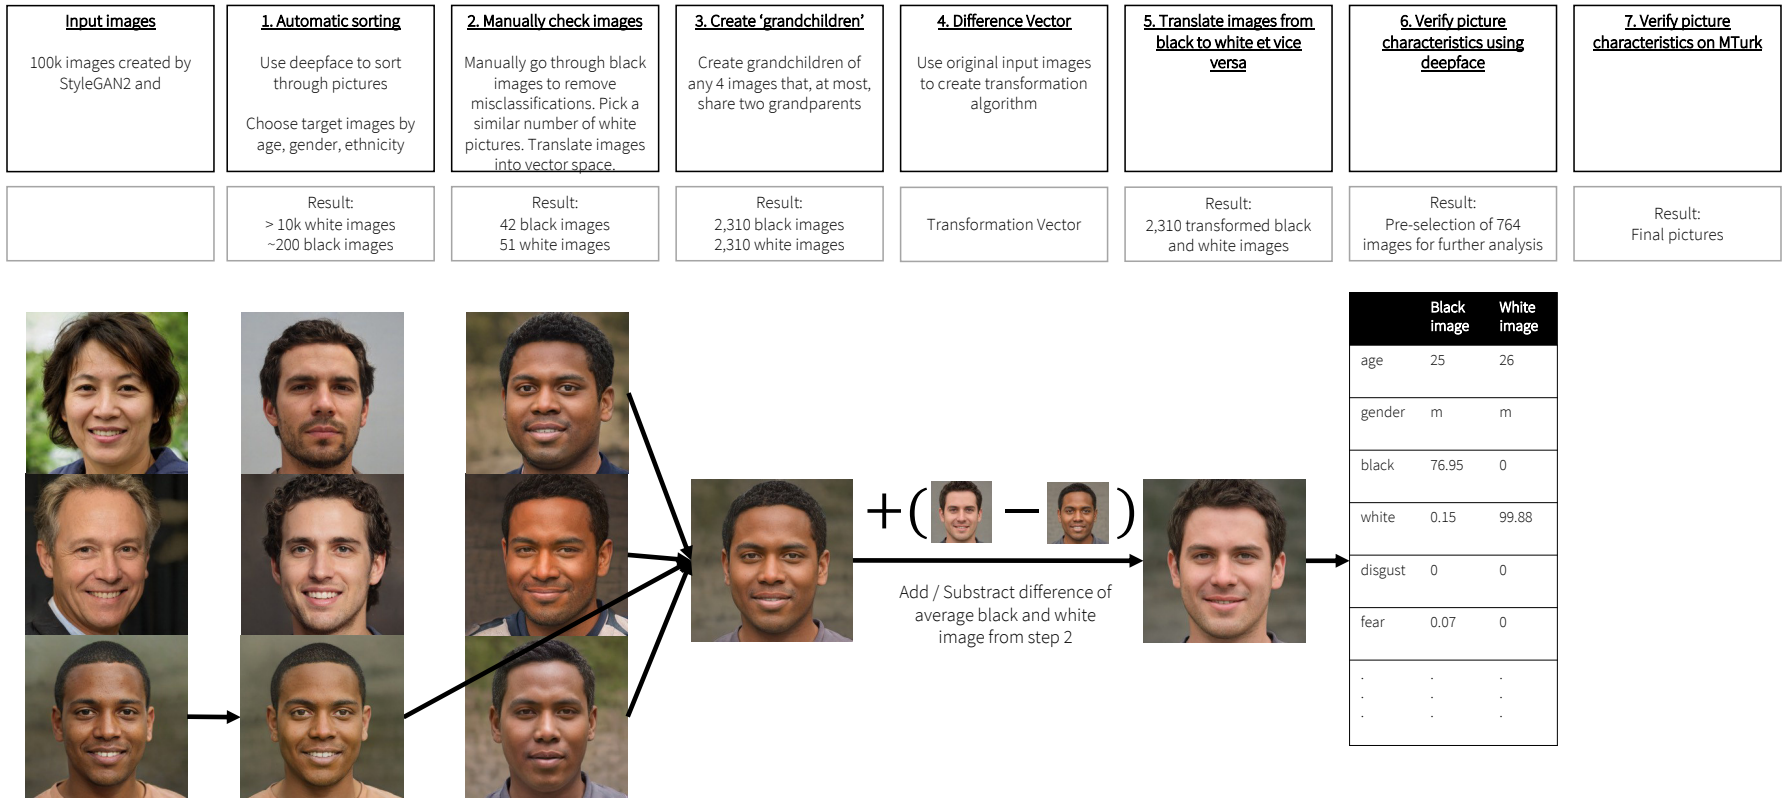 Input images
100k images created by
StyleGAN2 and
1. Automatic sorting
Use deepface to sort
through pictures
Choose target images by
age, gender, ethnicity
Result:
> 10k white images
~200 black images
2. Manually check images
Manually go through black
images to remove
misclassifications. Pick a
similar number of white
pictures. Translate images
into vector space.
Result:
42 black images
51 white images
3. Create ‘grandchildren’
Create grandchildren of
any 4 images that, at most,
share two grandparents
Result:
2,310 black images
2,310 white images
4. Difference Vector
Use original input images
to create transformation
algorithm
Transformation Vector
5. Translate images from
black to white et vice
versa
Result:
2,310 transformed black
and white images
6. Verify picture
characteristics using
deepface
Result:
Pre-selection of 764
images for further analysis
7. Verify picture
characteristics on MTurk
Result:
Final pictures
+ ( − )
Add / Substract difference of
average black and white
image from step 2
Black image White image
age 25 26
gender m m
black 76.95 0
white 0.15 99.88
disgust 0 0
fear 0.07 0
. . .
. . .
. . .